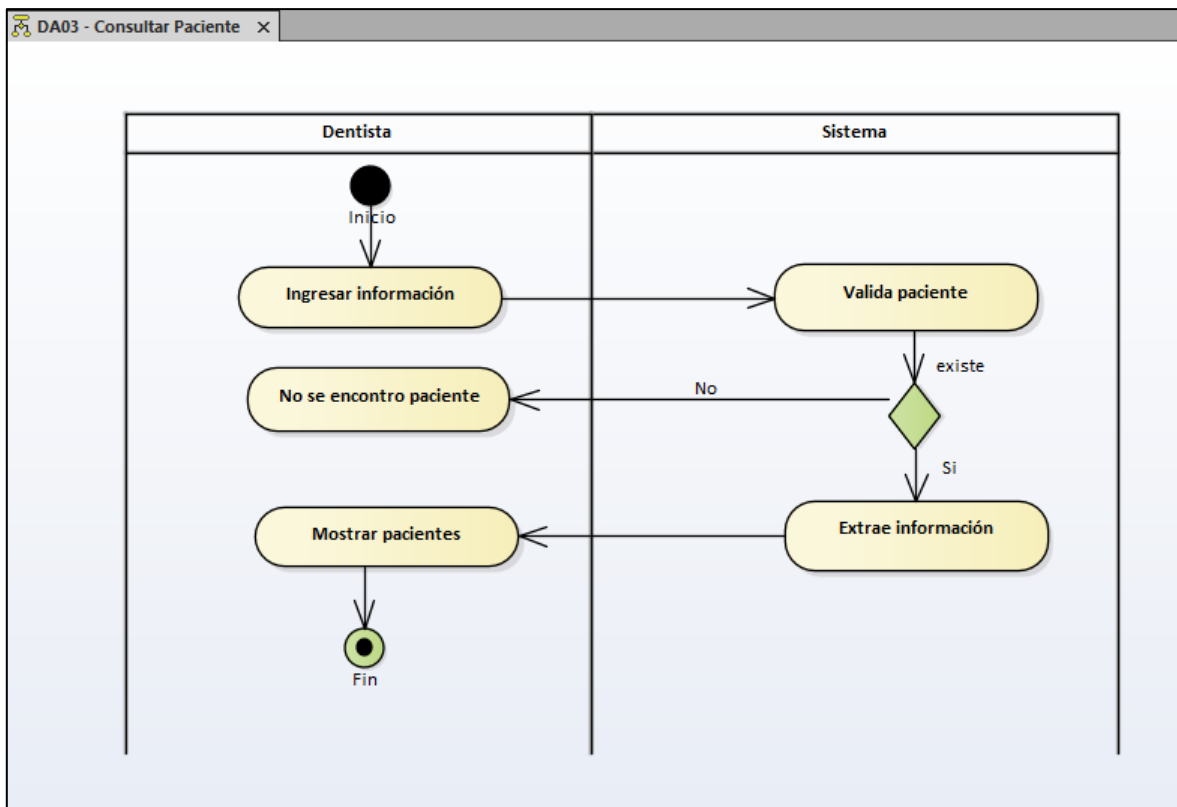 DA03 - Consultar Paciente X
Dentista
Sistema
Inicio
Ingresar información
Valida paciente
existe
No se encontro paciente
No
Si
Mostrar pacientes
Extrae información
Fin